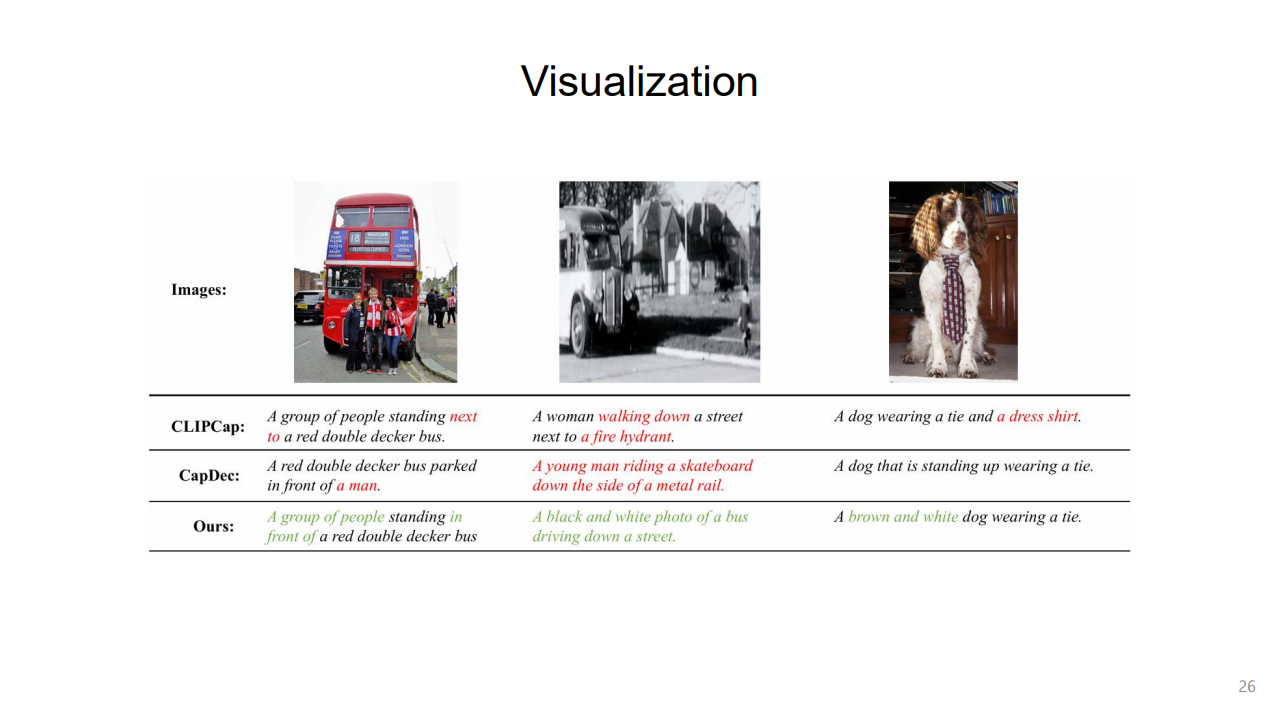 Visualization
Images:
18
CLIPCap:
A group of people standing next
to a red double decker bus.
A woman walking down a street
next to a fire hydrant.
A dog wearing a tie and a dress shirt.
CapDec:
A red double decker bus parked
in front of a man.
A young man riding a skateboard
down the side of a metal rail.
A dog that is standing up wearing a tie.
Ours:
A group of people standing in
front of a red double decker bus
A black and white photo of a bus
driving down a street.
A brown and white dog wearing a tie.
26